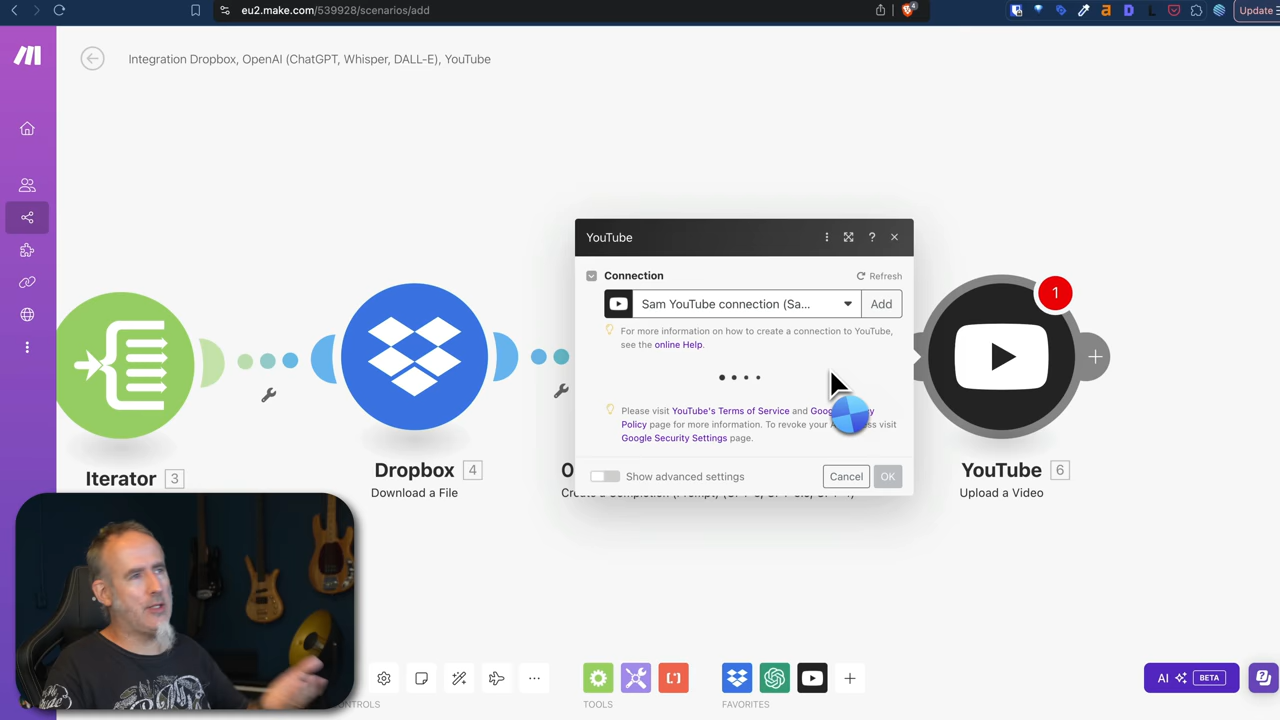 eu2.make.com/539928/scenarios/add
4
Update
Integration Dropbox, OpenAI (ChatGPT, Whisper, DALL-E), YouTube
YouTube
Connection
Refresh
Sam YouTube connection (Sa...
Add
For more information on how to create a connection to YouTube,
see the online Help.
Please visit YouTube's Terms of Service and
Policy page for more information. To revoke your visit
Google Security Settings page.
Show advanced settings
Cancel
OK
1
Iterator 3
Dropbox 4
Download a File
O
YouTube 6
Upload a Video
TOOLS
FAVORITES
AI BETA